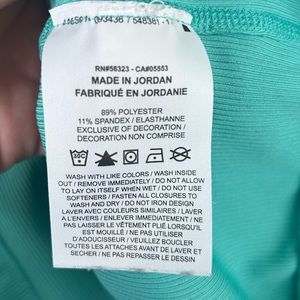 RN#56323 - CA#05553
MADE IN JORDAN
FABRIQUÉ EN JORDANIE
89% POLYESTER
11% SPANDEX / ELASTHANNE
EXCLUSIVE OF DECORATION /
DECORATION NON COMPRISE
WASH WITH LIKE COLORS / WASH INSIDE
OUT / REMOVE IMMEDIATELY / DO NOT ALLOW
TO LAY ON ITSELF WHEN WET / DO NOT USE
SOFTENERS / FASTEN ALL CLOSURES TO
WASH AND DRY / DO NOT IRON DESIGN
LAVER AVEC COULEURS SIMILAIRES / LAVER
A L'ENVERS / ENLEVER IMMEDIATEMENT / NE
LAISSER LE VÊTEMENT PLIÉ LORSQU'IL
EST MOUILLÉ / NE PAS UTILISER
D'ADOUCISSEUR / VEUILLEZ BOUCLER
TOUTES LES ATTACHES AVANT DE LAVER ET
SECHER / NE PAS REPASSER LE DESSIN